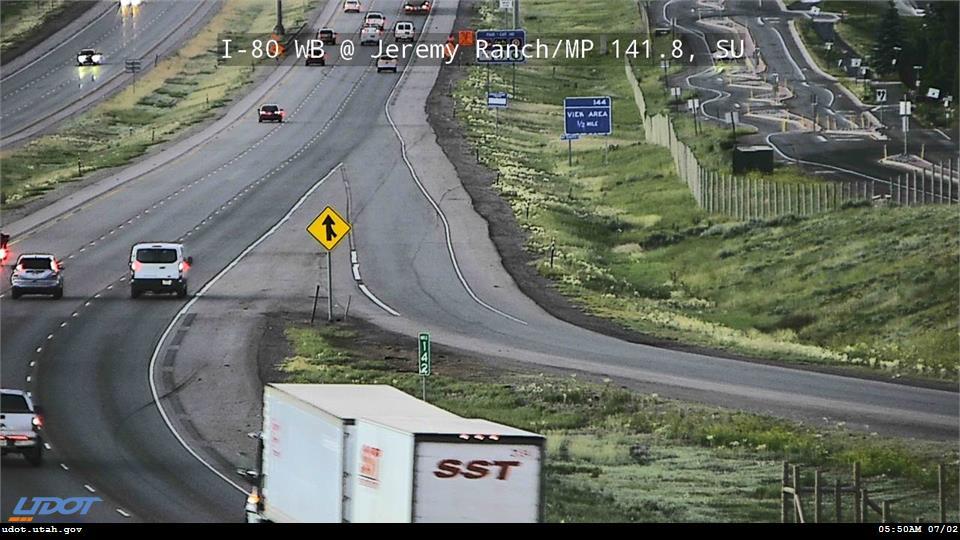 I-80 WB @ Jeremy Ranch/MP 141.8, SU
144
VIEW AREA
1/2 MILE
MILE
142
SST
UDOT
udot.utah.gov
05:50AM 07/02